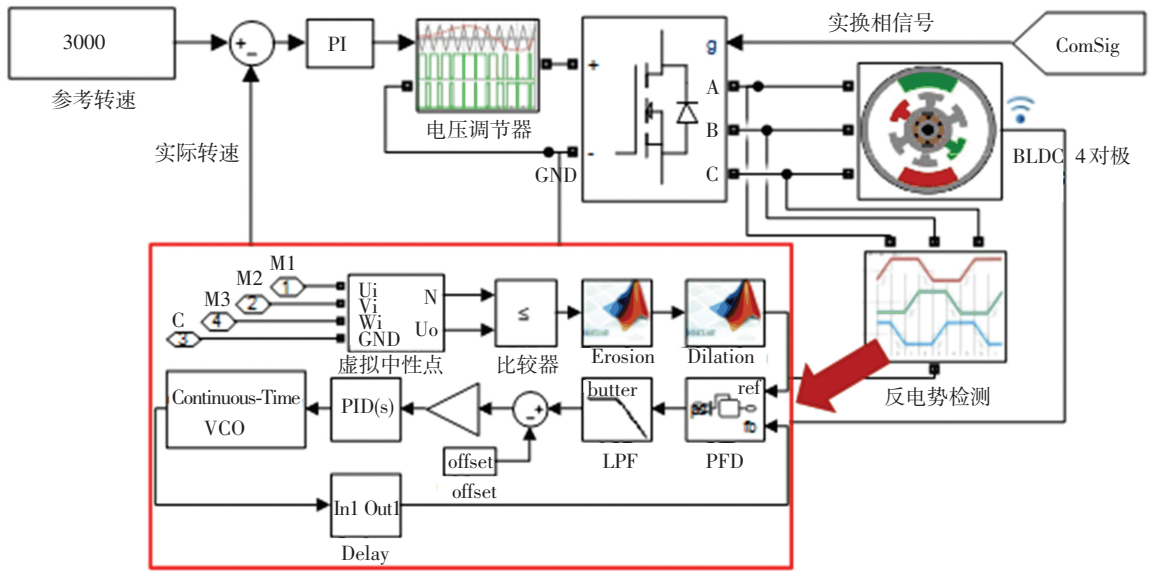 3000
参考转速
+
−
PI
电压调节器
实际转速
+
-
GND
g
A
B
C
实换相信号
ComSig
BLDC 4对极
M1
1
M2
2
M3
4
C
3
Ui
Vi
Wi
GND
N
Uo
虚拟中性点
≤
比较器
Erosion
Dilation
反电势检测
Continuous-Time
VCO
PID(s)
−+
offset
offset
butter
LPF
ref
fb
PFD
In1 Out1
Delay